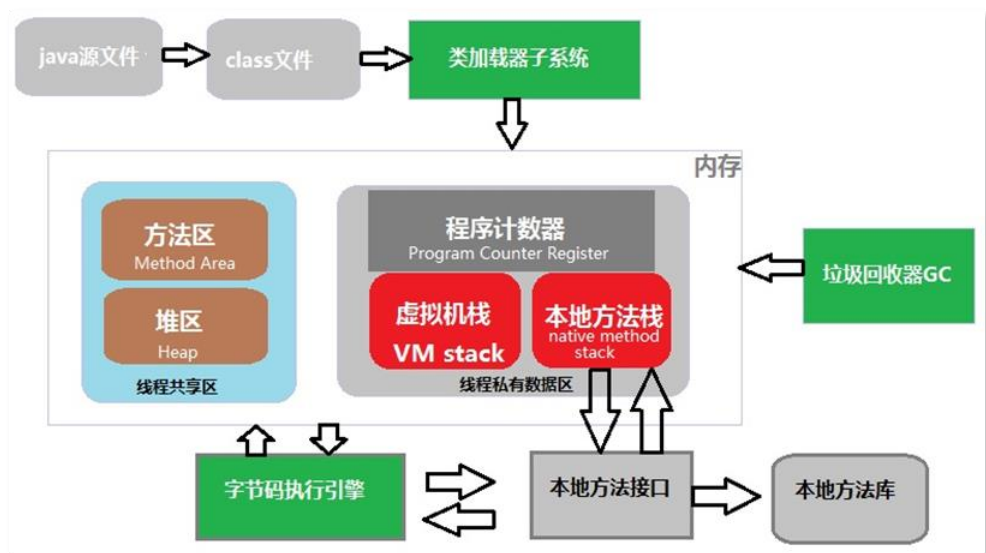 java源文件
class文件
类加载器子系统
内存
方法区
Method Area
堆区
Heap
线程共享区
程序计数器
Program Counter Register
虚拟机栈
VM stack
本地方法栈
native method
stack
线程私有数据区
垃圾回收器GC
字节码执行引擎
本地方法接口
本地方法库